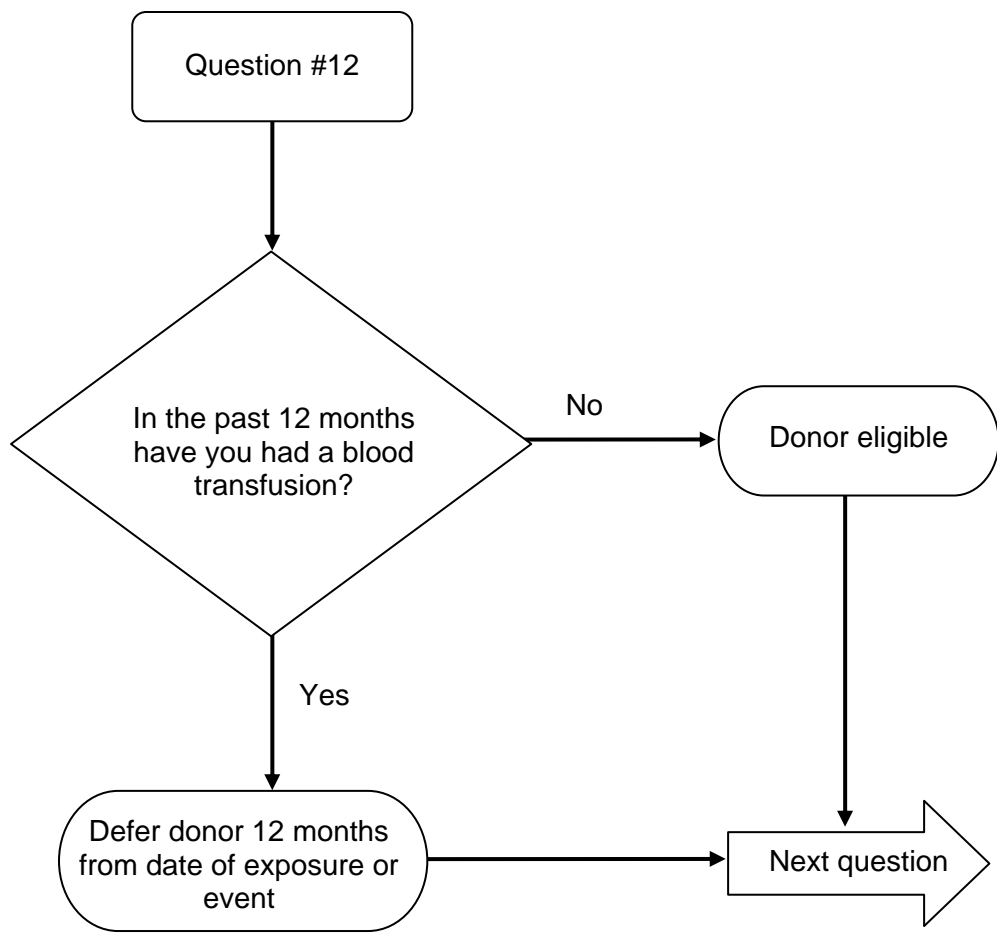 Question #12
In the past 12 months
have you had a blood
transfusion?
No
Donor eligible
Yes
Defer donor 12 months
from date of exposure or
event
Next question